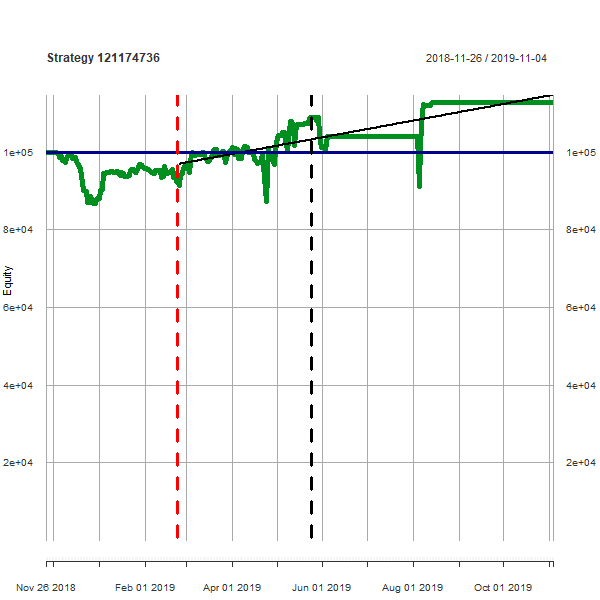 Strategy 121174736
2018-11-26 / 2019-11-04
1e+05
1e+05
8e+04
8e+04
Equity
6e+04
6e+04
4e+04
4e+04
2e+04
2e+04
Nov 26 2018
Feb 01 2019
Apr 01 2019
Jun 01 2019
Aug 01 2019
Oct 01 2019